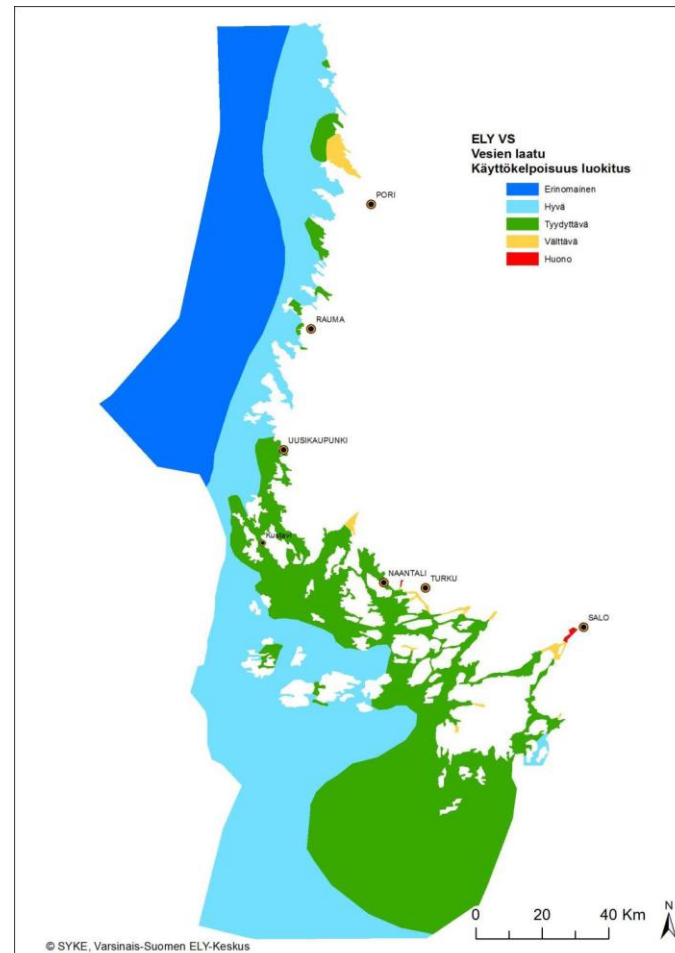 ELY VS
Vesien laatu
Käyttökelpoisuus luokitus
Erinomainen
Hyvä
Tyydyttävä
Välttävä
Huono
PORI
RAUMA
UUSIKAUPUNKI
Kustavi
NAANTALI
TURKU
SALO
0 20 40 Km
N
© SYKE, Varsinais-Suomen ELY-Keskus